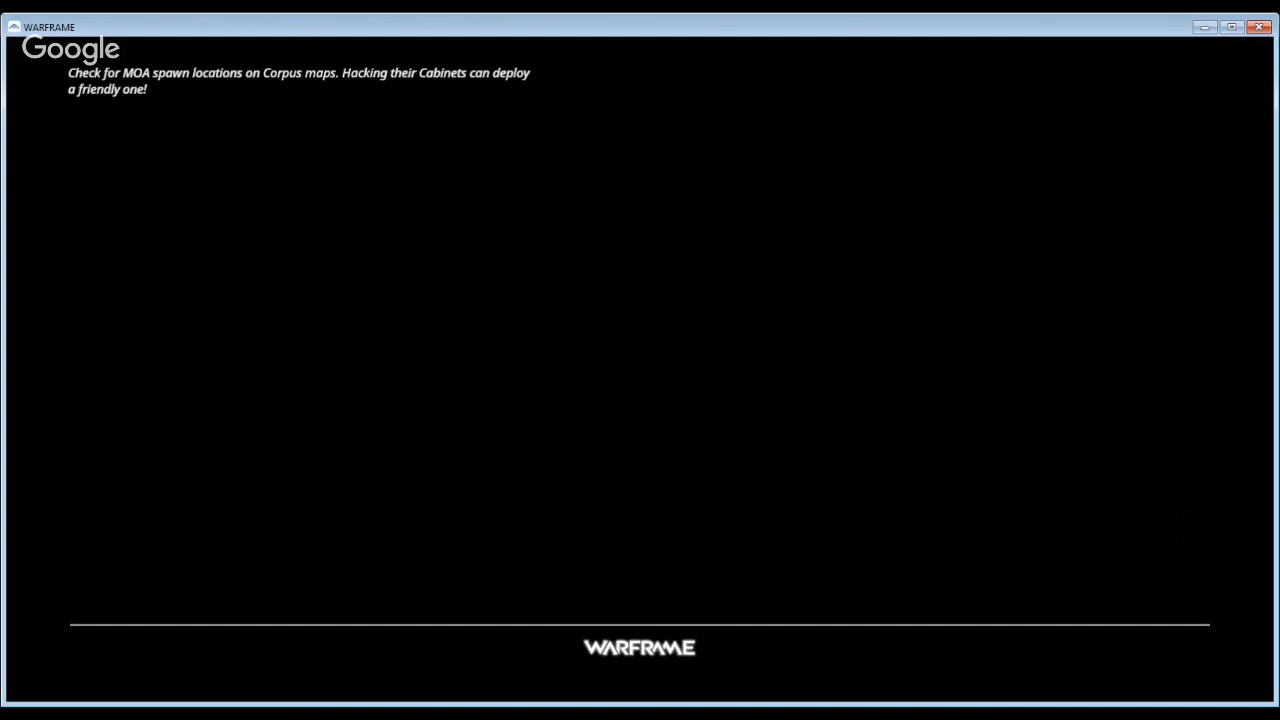 WARFRAME
Google
Check for MOA spawn locations on Corpus maps. Hacking their Cabinets can deploy
a friendly one!
WARFRAME